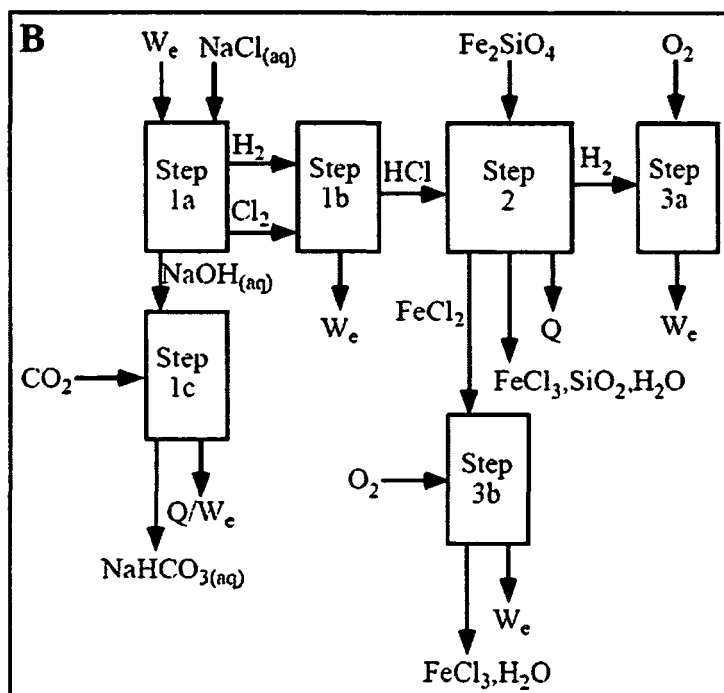 B
Wₑ
NaCl(aq)
Fe₂SiO₄
O₂
Step
1a
H₂
Cl₂
Step
1b
HCl
Step
2
H₂
Step
3a
NaOH(aq)
Wₑ
FeCl₂
Q
Wₑ
CO₂
Step
1c
FeCl₃,SiO₂,H₂O
O₂
Step
3b
Q/Wₑ
NaHCO₃(aq)
Wₑ
FeCl₃,H₂O